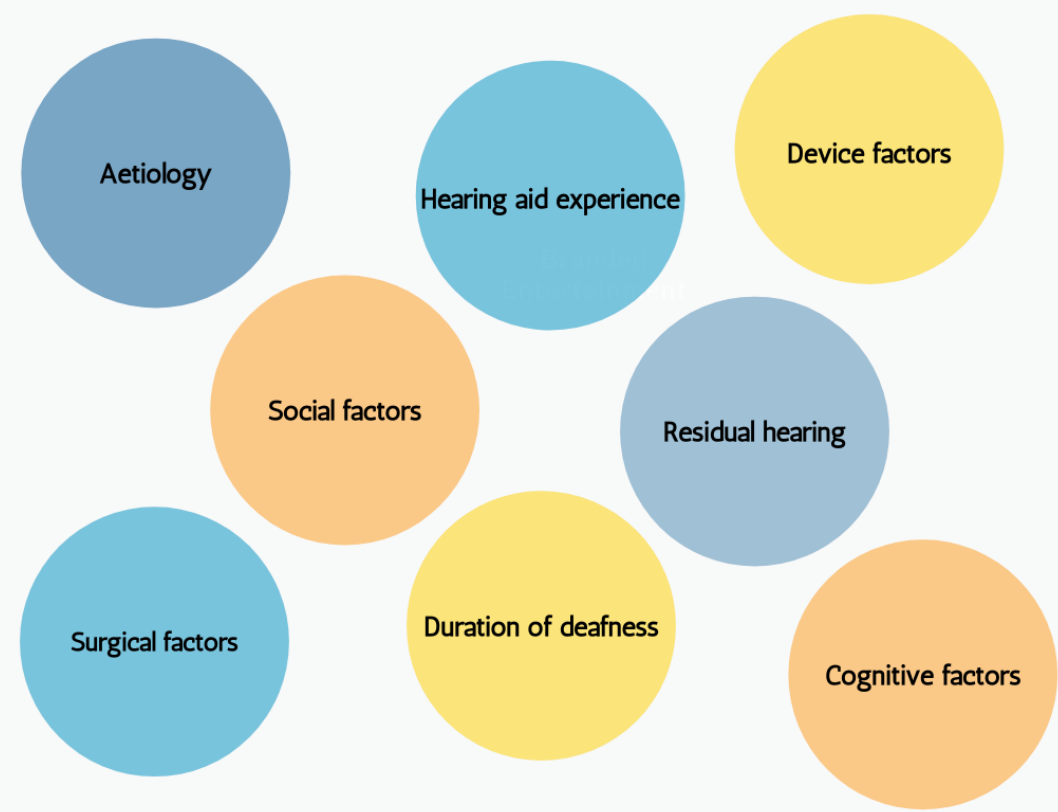 Aetiology
Hearing aid experience
Device factors
Social factors
Residual hearing
Surgical factors
Duration of deafness
Cognitive factors